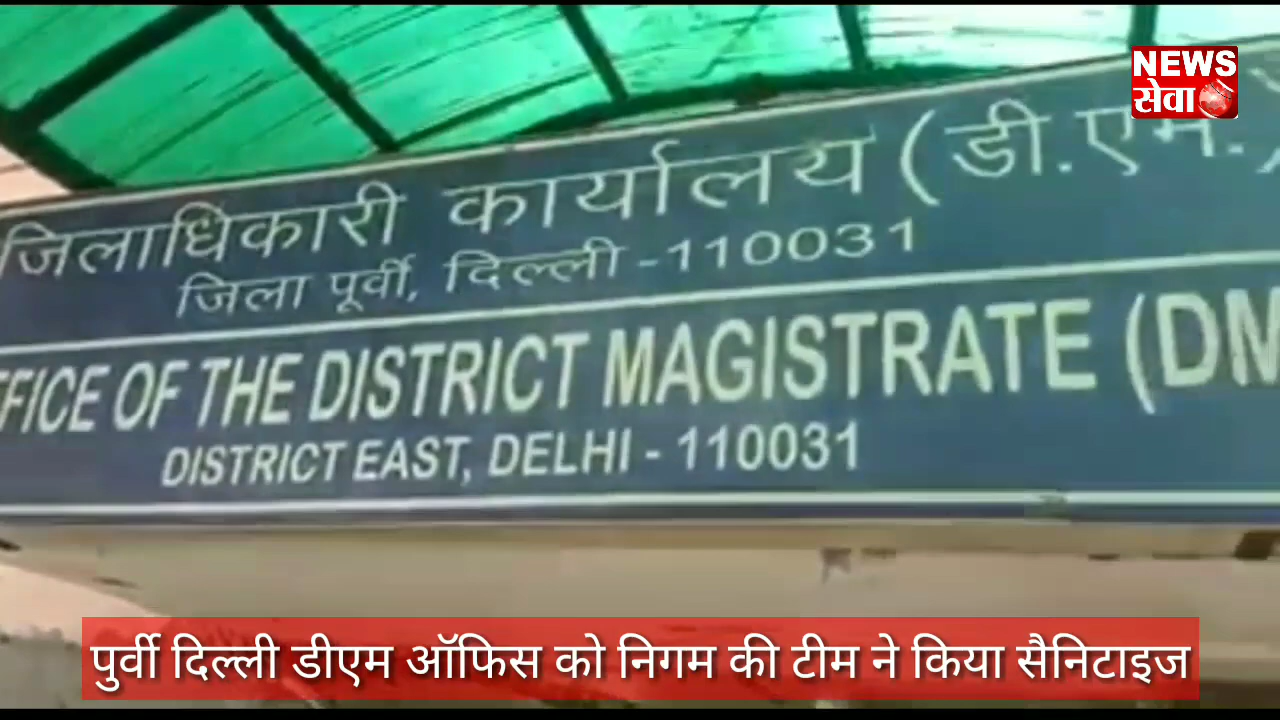 NEWS
सेवा
जिलाधिकारी कार्यालय (डी.एम.)
जिला पूर्वी, दिल्ली -110031
FFICE OF THE DISTRICT MAGISTRATE (DM
DISTRICT EAST, DELHI - 110031
पुर्वी दिल्ली डीएम ऑफिस को निगम की टीम ने किया सैनिटाइज